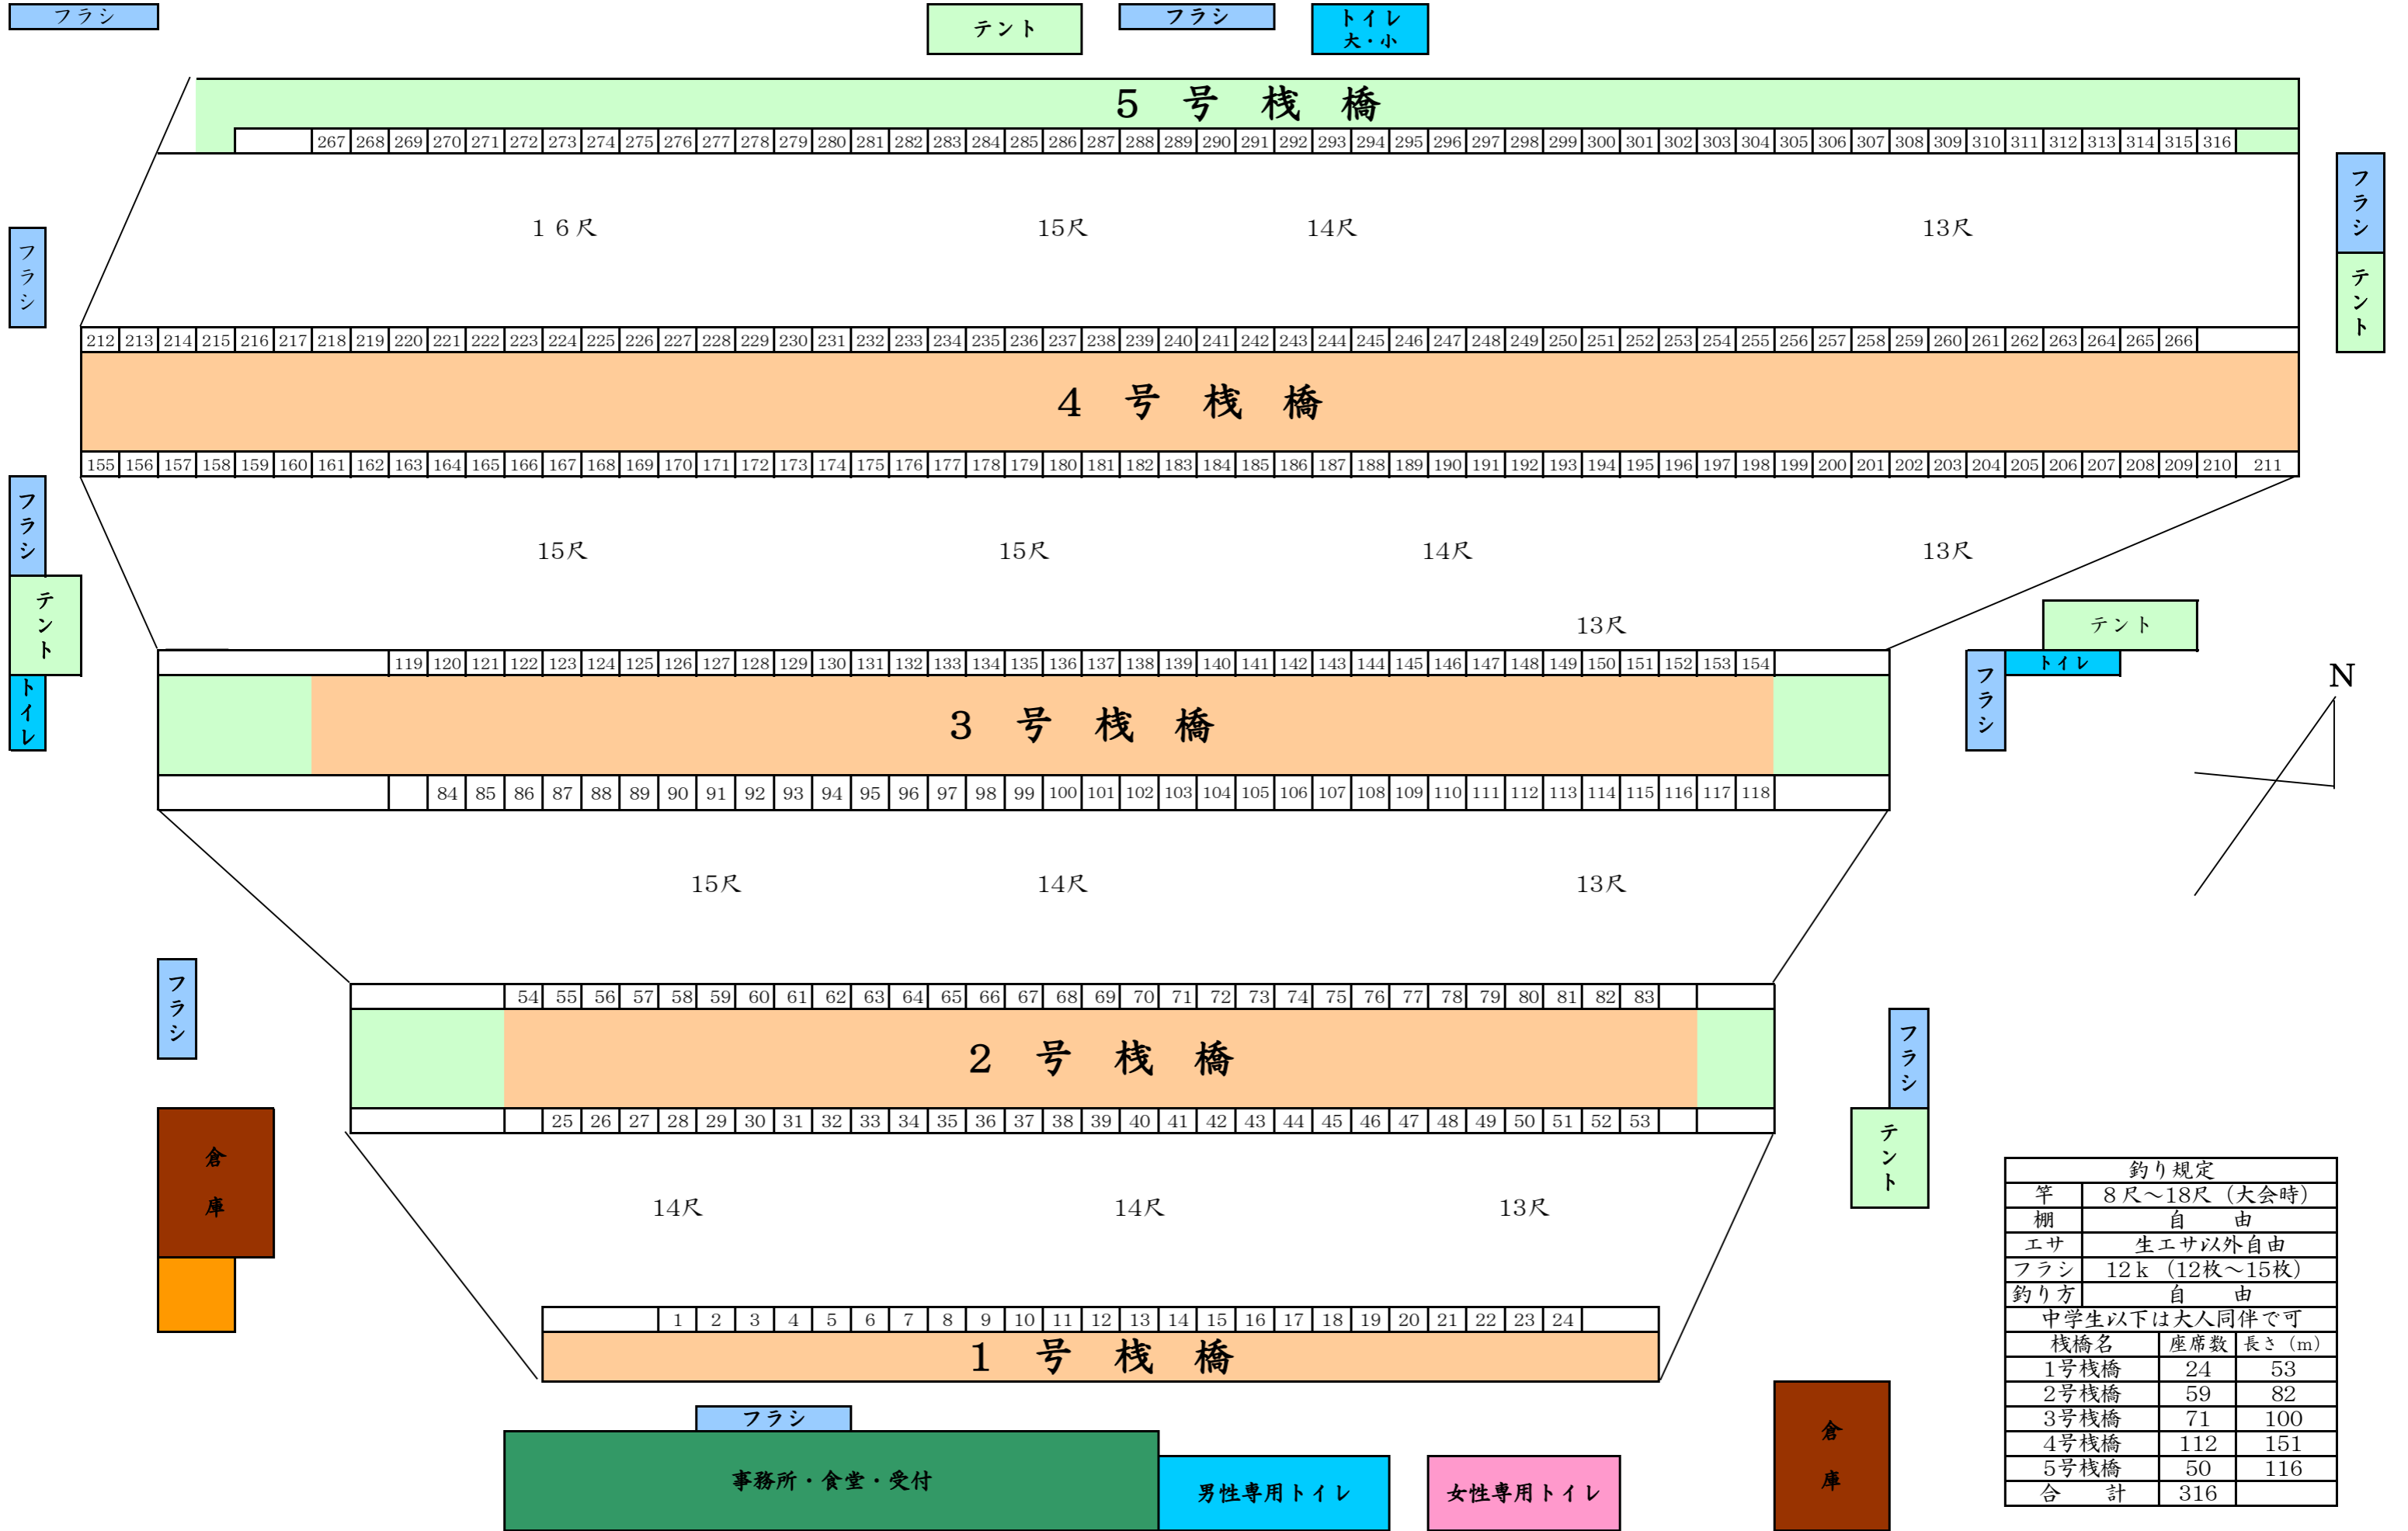 フラシ
テント
フラシ
トイレ
大・小
5 号 桟 橋
267 268 269 270 271 272 273 274 275 276 277 278 279 280 281 282 283 284 285 286 287 288 289 290 291 292 293 294 295 296 297 298 299 300 301 302 303 304 305 306 307 308 309 310 311 312 313 314 315 316
フラシ
テント
フラシ
16尺 15尺 14尺 13尺
212 213 214 215 216 217 218 219 220 221 222 223 224 225 226 227 228 229 230 231 232 233 234 235 236 237 238 239 240 241 242 243 244 245 246 247 248 249 250 251 252 253 254 255 256 257 258 259 260 261 262 263 264 265 266
4 号 桟 橋
155 156 157 158 159 160 161 162 163 164 165 166 167 168 169 170 171 172 173 174 175 176 177 178 179 180 181 182 183 184 185 186 187 188 189 190 191 192 193 194 195 196 197 198 199 200 201 202 203 204 205 206 207 208 209 210 211
フラシ
テント
トイレ
15尺 15尺 14尺 13尺
13尺
テント
トイレ
フラシ
N
119 120 121 122 123 124 125 126 127 128 129 130 131 132 133 134 135 136 137 138 139 140 141 142 143 144 145 146 147 148 149 150 151 152 153 154
3 号 桟 橋
84 85 86 87 88 89 90 91 92 93 94 95 96 97 98 99 100 101 102 103 104 105 106 107 108 109 110 111 112 113 114 115 116 117 118
15尺 14尺 13尺
フラシ
54 55 56 57 58 59 60 61 62 63 64 65 66 67 68 69 70 71 72 73 74 75 76 77 78 79 80 81 82 83
2 号 桟 橋
フラシ
テント
25 26 27 28 29 30 31 32 33 34 35 36 37 38 39 40 41 42 43 44 45 46 47 48 49 50 51 52 53
倉庫
14尺 14尺 13尺
1 2 3 4 5 6 7 8 9 10 11 12 13 14 15 16 17 18 19 20 21 22 23 24
1 号 桟 橋
フラシ
事務所・食堂・受付
男性専用トイレ
女性専用トイレ
倉庫
釣り規定
竿 8尺～18尺（大会時）
棚 自 由
エサ 生エサ以外自由
フラシ 12k（12枚～15枚）
釣り方 自 由
中学生以下は大人同伴で可
桟橋名 座席数 長さ（m）
1号桟橋 24 53
2号桟橋 59 82
3号桟橋 71 100
4号桟橋 112 151
5号桟橋 50 116
合 計 316